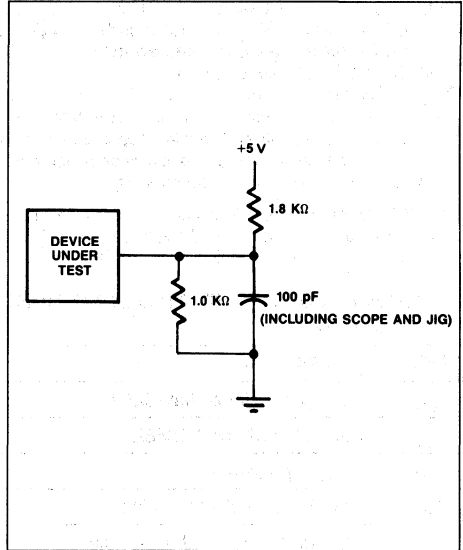 +5 V
1.8 KΩ
DEVICE
UNDER
TEST
1.0 KΩ
100 pF
(INCLUDING SCOPE AND JIG)